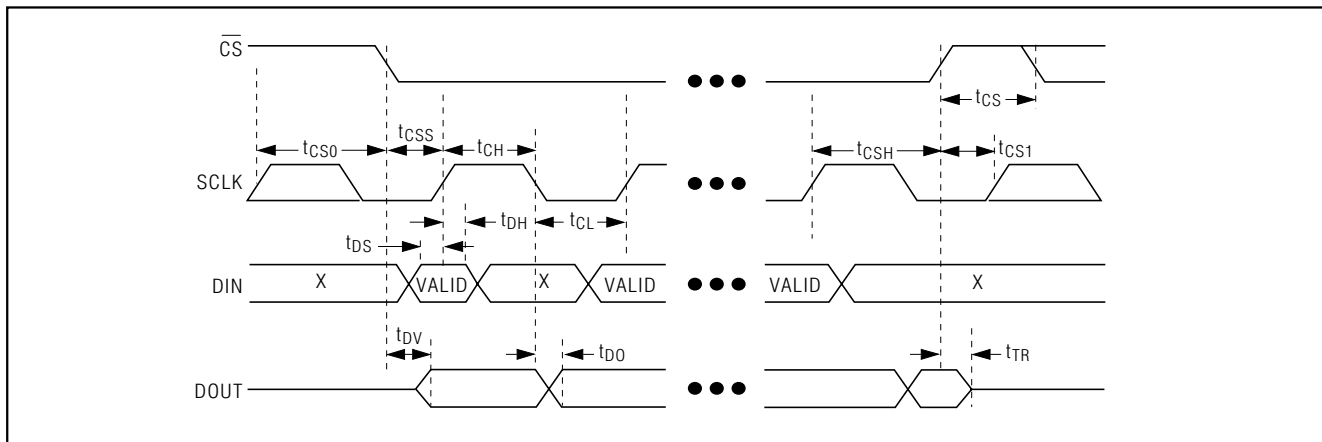 CS
tCS
tCSS
tCS0
tCH
tCSH
tCS1
SCLK
tDH
tCL
tDS
DIN
X
VALID
X
VALID
VALID
X
tDV
tDO
tTR
DOUT